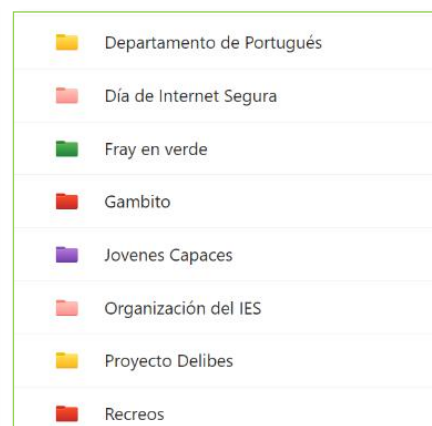 Departamento de Portugués
Día de Internet Segura
Fray en verde
Gambito
Jovenes Capaces
Organización del IES
Proyecto Delibes
Recreos